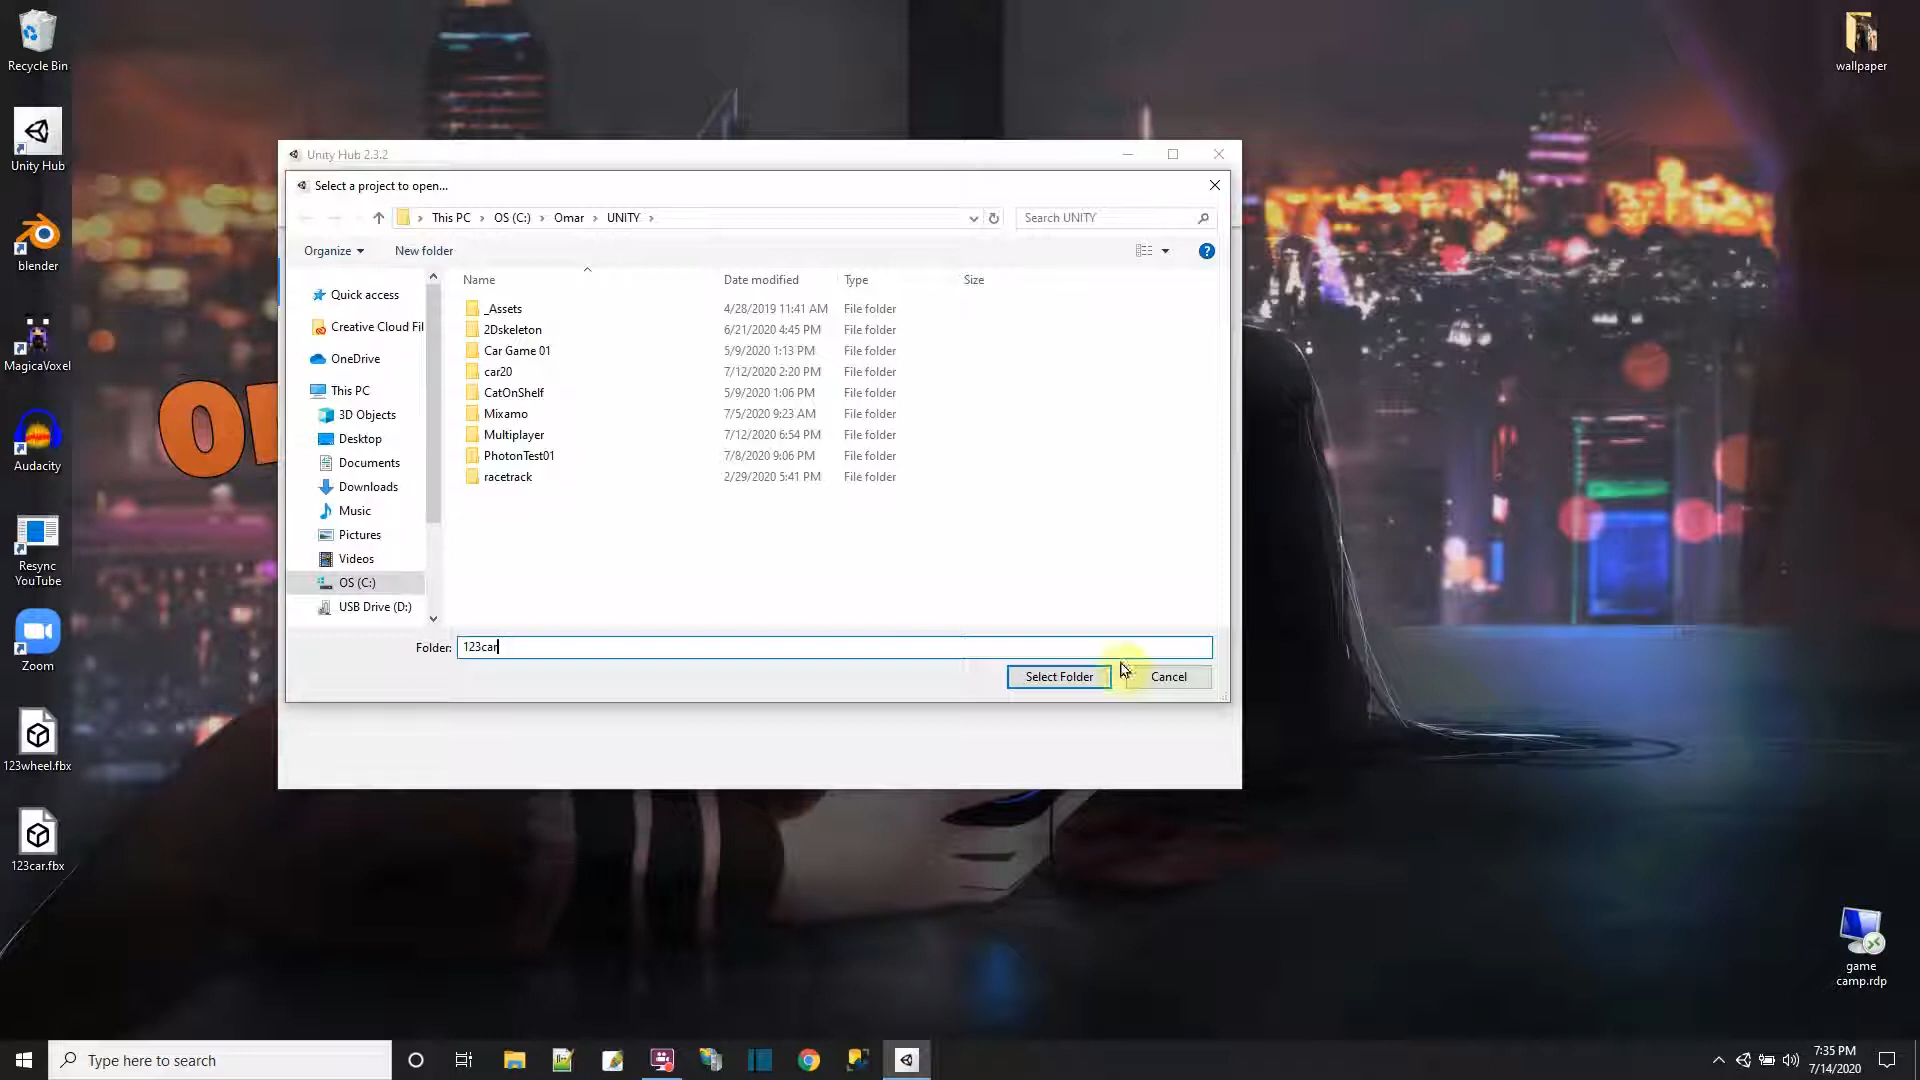 Recycle Bin
Unity Hub
blender
MagicaVoxel
Audacity
Resync
YouTube
Zoom
123wheel.fbx
123car.fbx
wallpaper
game
camp.rdp
Unity Hub 2.3.2
Select a project to open...
This PC > OS (C:) > Omar > UNITY >
Search UNITY
Organize
New folder
Quick access
Creative Cloud Fil
OneDrive
This PC
3D Objects
Desktop
Documents
Downloads
Music
Pictures
Videos
OS (C:)
USB Drive (D:)
Name Date modified Type Size
_Assets 4/28/2019 11:41 AM File folder
2Dskeleton 6/21/2020 4:45 PM File folder
Car Game 01 5/9/2020 1:13 PM File folder
car20 7/12/2020 2:20 PM File folder
CatOnShelf 5/9/2020 1:06 PM File folder
Mixamo 7/5/2020 9:23 AM File folder
Multiplayer 7/12/2020 6:54 PM File folder
PhotonTest01 7/8/2020 9:06 PM File folder
racetrack 2/29/2020 5:41 PM File folder
Folder: 123car
Select Folder
Cancel
Type here to search
7:35 PM
7/14/2020